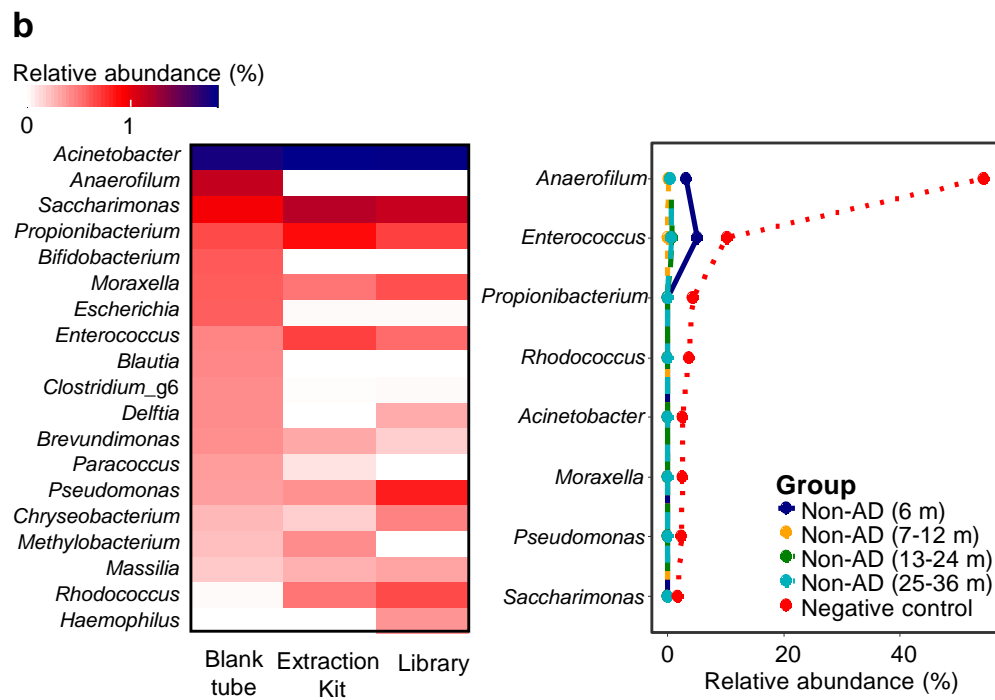 b
Relative abundance (%)
0 1
Acinetobacter
Anaerofilum
Saccharimonas
Propionibacterium
Bifidobacterium
Moraxella
Escherichia
Enterococcus
Blautia
Clostridium_g6
Delftia
Brevundimonas
Paracoccus
Pseudomonas
Chryseobacterium
Methylobacterium
Massilia
Rhodococcus
Haemophilus
Blank Extraction Library
tube Kit
Anaerofilum
Enterococcus
Propionibacterium
Rhodococcus
Acinetobacter
Moraxella
Pseudomonas
Saccharimonas
Group
Non-AD (6 m)
Non-AD (7-12 m)
Non-AD (13-24 m)
Non-AD (25-36 m)
Negative control
0 20 40
Relative abundance (%)